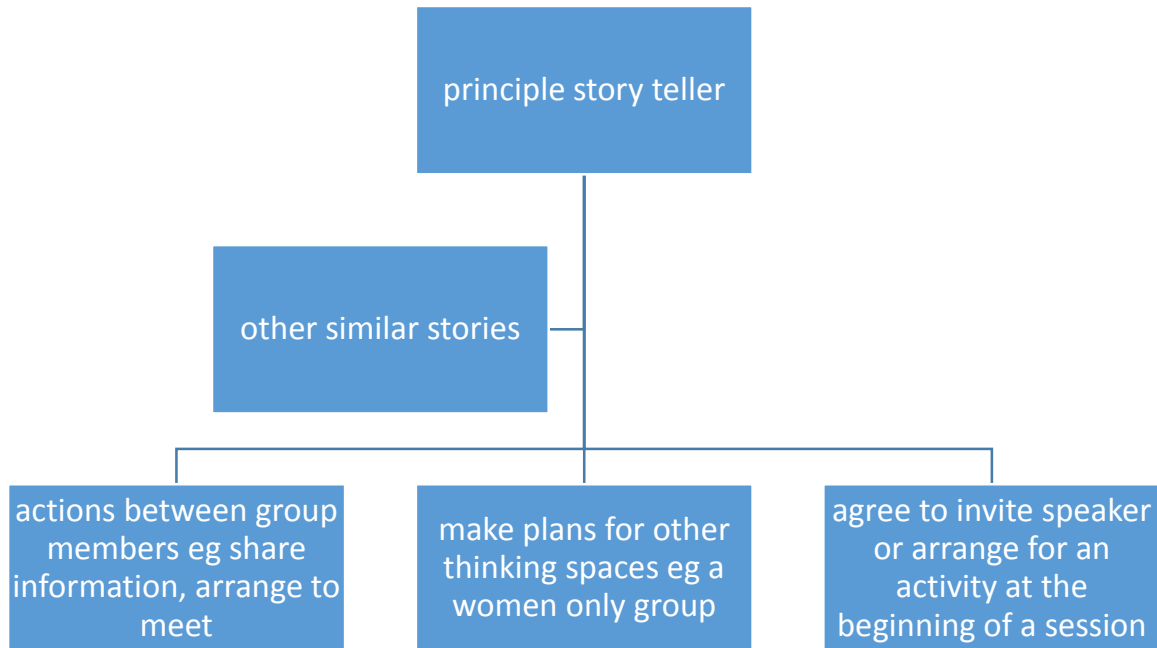 principle story teller
other similar stories
actions between group
members eg share
information, arrange to
meet
make plans for other
thinking spaces eg a
women only group
agree to invite speaker
or arrange for an
activity at the
beginning of a session